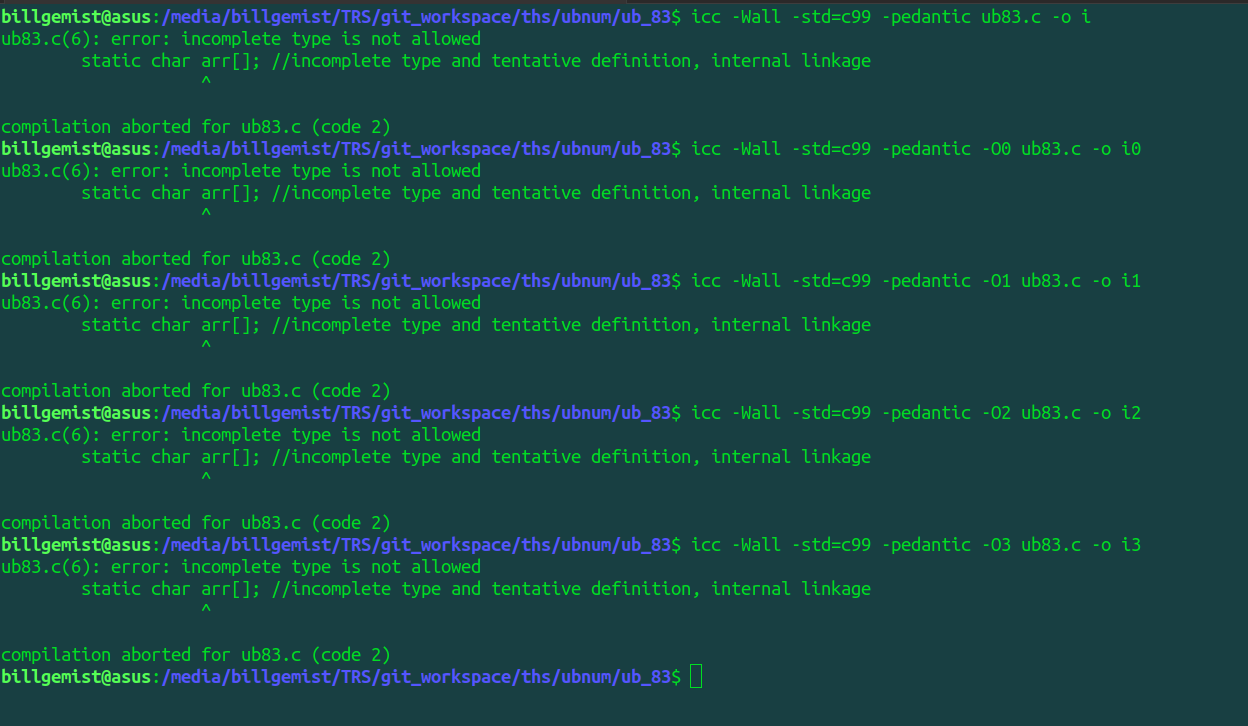 billgemist@asus:/media/billgemist/TRS/git_workspace/ths/ubnum/ub_83$ icc -Wall -std=c99 -pedantic ub83.c -o i
ub83.c(6): error: incomplete type is not allowed
        static char arr[]; //incomplete type and tentative definition, internal linkage
                    ^
compilation aborted for ub83.c (code 2)
billgemist@asus:/media/billgemist/TRS/git_workspace/ths/ubnum/ub_83$ icc -Wall -std=c99 -pedantic -O0 ub83.c -o i0
ub83.c(6): error: incomplete type is not allowed
        static char arr[]; //incomplete type and tentative definition, internal linkage
                    ^
compilation aborted for ub83.c (code 2)
billgemist@asus:/media/billgemist/TRS/git_workspace/ths/ubnum/ub_83$ icc -Wall -std=c99 -pedantic -O1 ub83.c -o i1
ub83.c(6): error: incomplete type is not allowed
        static char arr[]; //incomplete type and tentative definition, internal linkage
                    ^
compilation aborted for ub83.c (code 2)
billgemist@asus:/media/billgemist/TRS/git_workspace/ths/ubnum/ub_83$ icc -Wall -std=c99 -pedantic -O2 ub83.c -o i2
ub83.c(6): error: incomplete type is not allowed
        static char arr[]; //incomplete type and tentative definition, internal linkage
                    ^
compilation aborted for ub83.c (code 2)
billgemist@asus:/media/billgemist/TRS/git_workspace/ths/ubnum/ub_83$ icc -Wall -std=c99 -pedantic -O3 ub83.c -o i3
ub83.c(6): error: incomplete type is not allowed
        static char arr[]; //incomplete type and tentative definition, internal linkage
                    ^
compilation aborted for ub83.c (code 2)
billgemist@asus:/media/billgemist/TRS/git_workspace/ths/ubnum/ub_83$